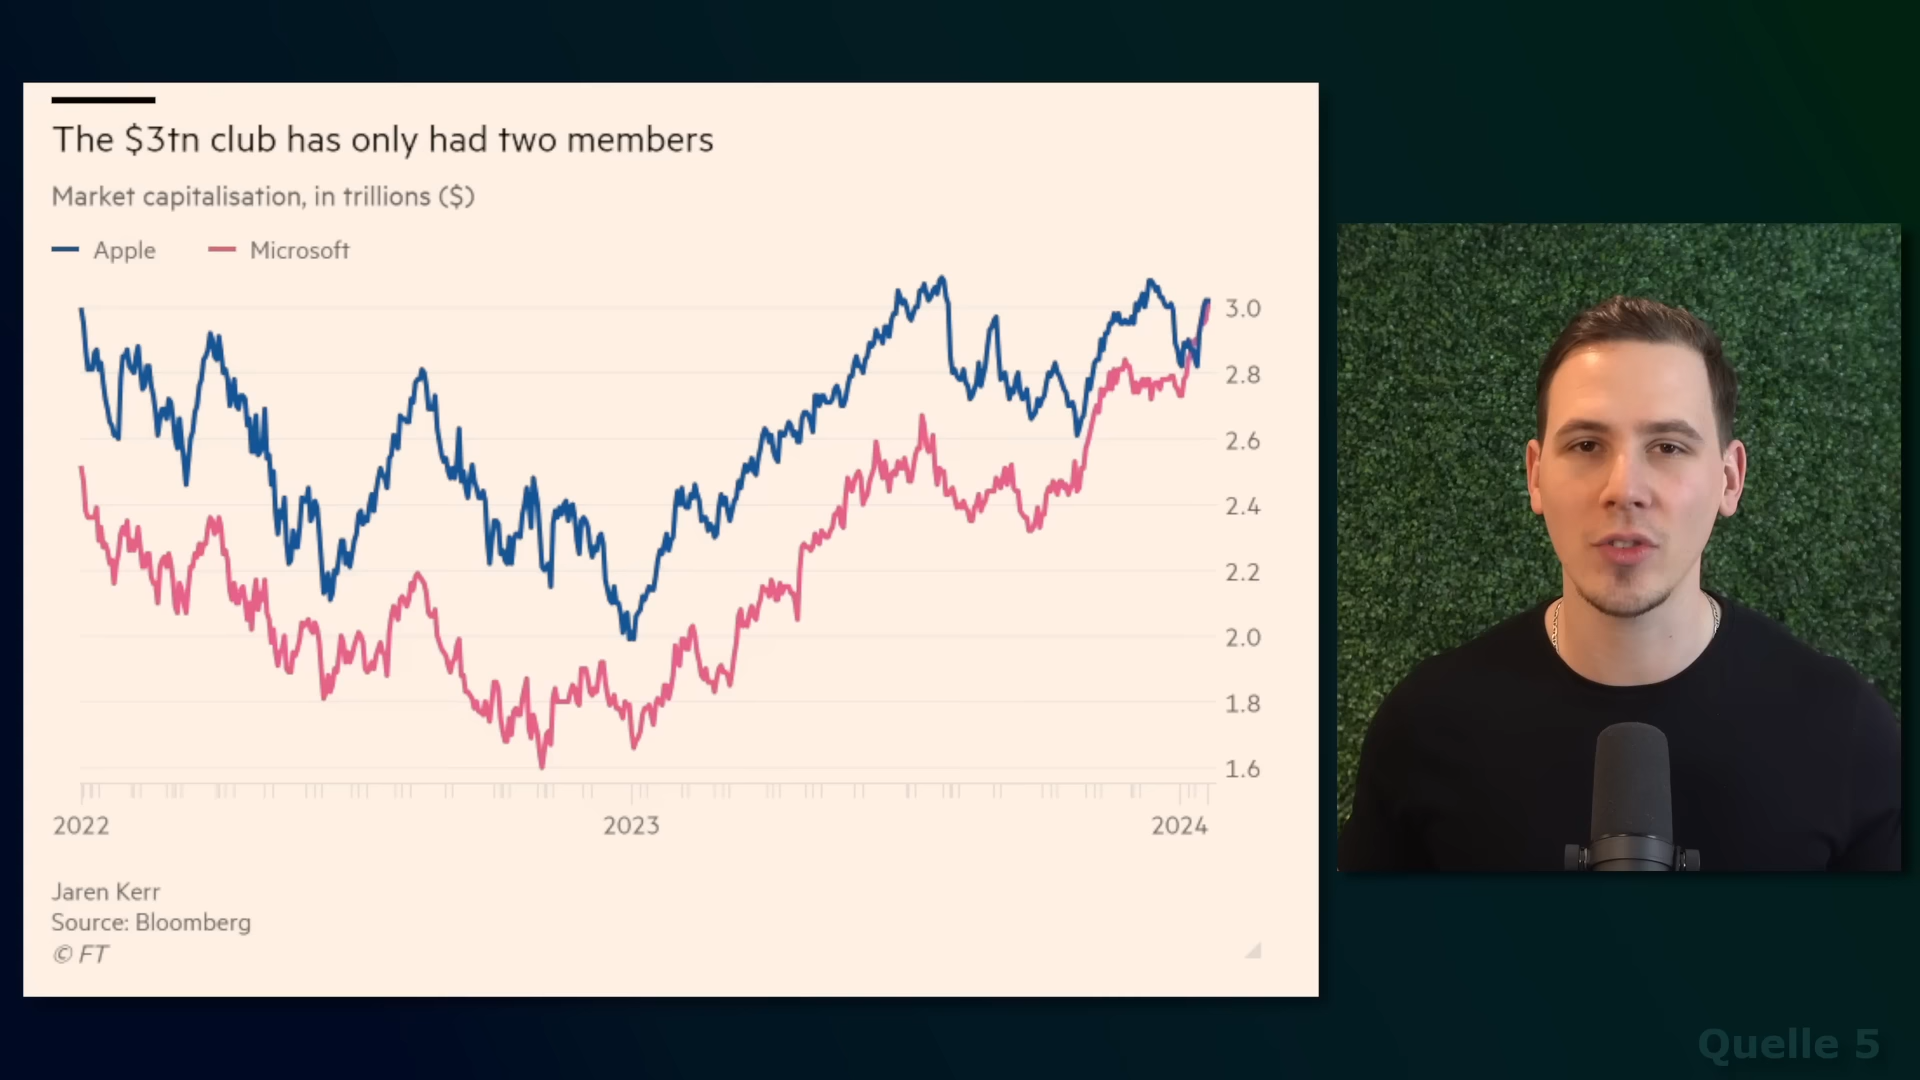 The $3tn club has only had two members
Market capitalisation, in trillions ($)
Apple Microsoft
3.0
2.8
2.6
2.4
2.2
2.0
1.8
1.6
2022 2023 2024
Jaren Kerr
Source: Bloomberg
© FT
Quelle 5